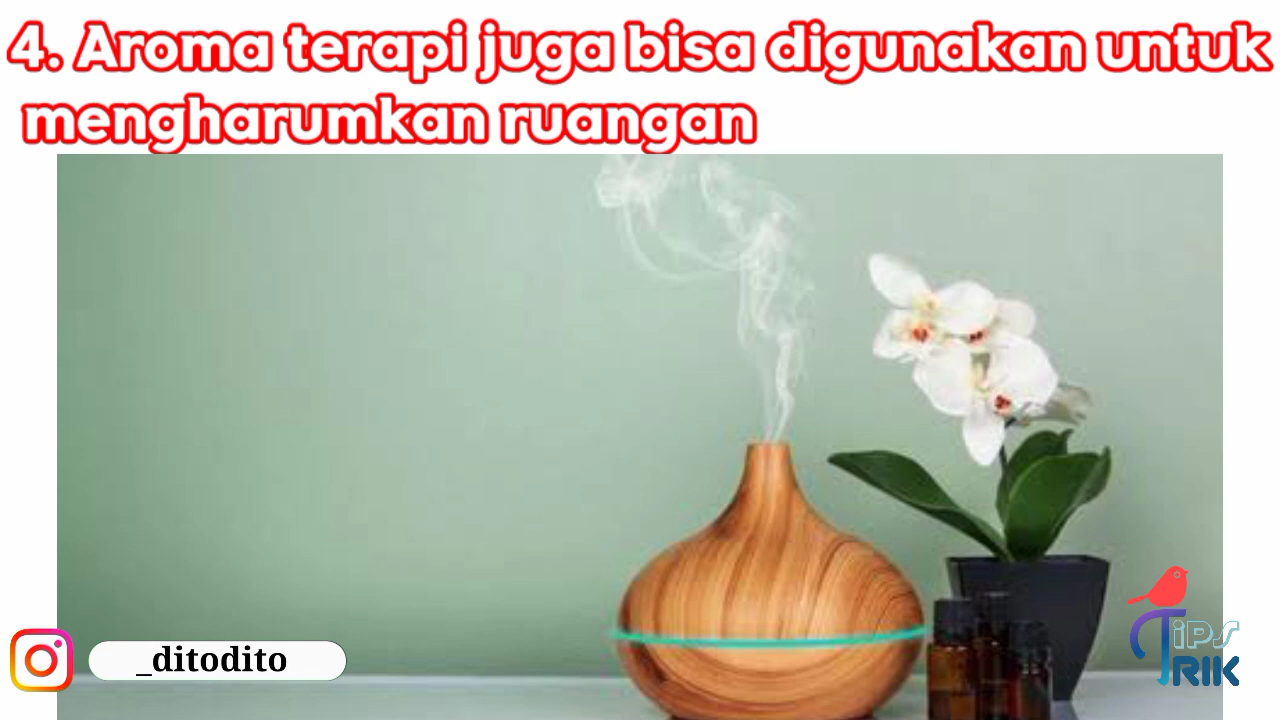 4. Aroma terapi juga bisa digunakan untuk
mengharumkan ruangan
_ditodito
TiPS
TRIK